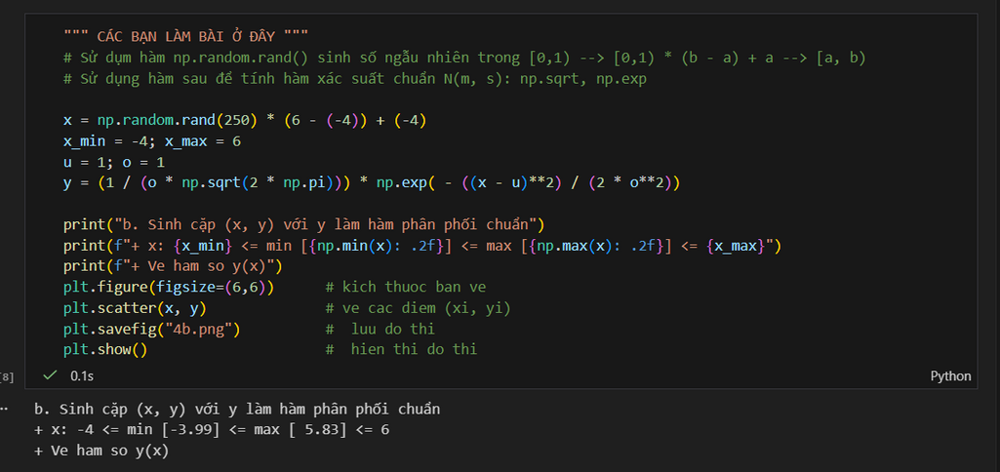 """ CÁC BẠN LÀM BÀI Ở ĐÂY """
# Sử dụm hàm np.random.rand() sinh số ngẫu nhiên trong [0,1) --> [0,1) * (b - a) + a --> [a, b)
# Sử dụng hàm sau để tính hàm xác suất chuẩn N(m, s): np.sqrt, np.exp
x = np.random.rand(250) * (6 - (-4)) + (-4)
x_min = -4; x_max = 6
u = 1; o = 1
y = (1 / (o * np.sqrt(2 * np.pi))) * np.exp( - ((x - u)**2) / (2 * o**2))
print("b. Sinh cặp (x, y) với y làm hàm phân phối chuẩn")
print(f"+ x: {x_min} <= min [{np.min(x): .2f}] <= max [{np.max(x): .2f}] <= {x_max}")
print(f"+ Ve ham so y(x)")
plt.figure(figsize=(6,6)) # kich thuoc ban ve
plt.scatter(x, y) # ve cac diem (xi, yi)
plt.savefig("4b.png") # luu do thi
plt.show() # hien thi do thi
[8] 0.1s Python
b. Sinh cặp (x, y) với y làm hàm phân phối chuẩn
+ x: -4 <= min [-3.99] <= max [ 5.83] <= 6
+ Ve ham so y(x)